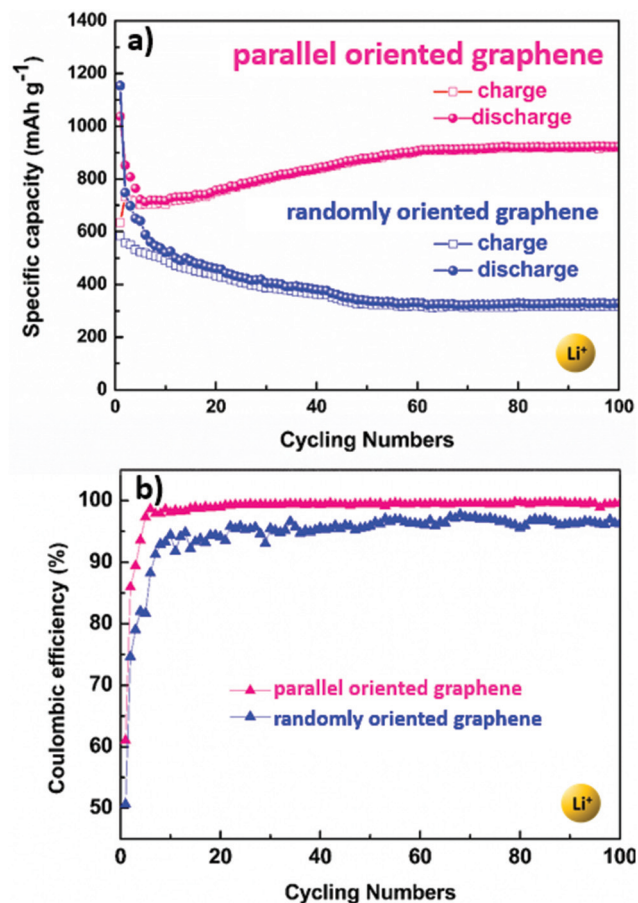 a)
parallel oriented graphene
charge
discharge
randomly oriented graphene
charge
discharge
Li⁺
Specific capacity (mAh g⁻¹)
1400
1200
1000
800
600
400
200
0
0 20 40 60 80 100
Cycling Numbers
b)
parallel oriented graphene
randomly oriented graphene
Li⁺
Coulombic efficiency (%)
100
95
90
85
80
70
60
50
0 20 40 60 80 100
Cycling Numbers